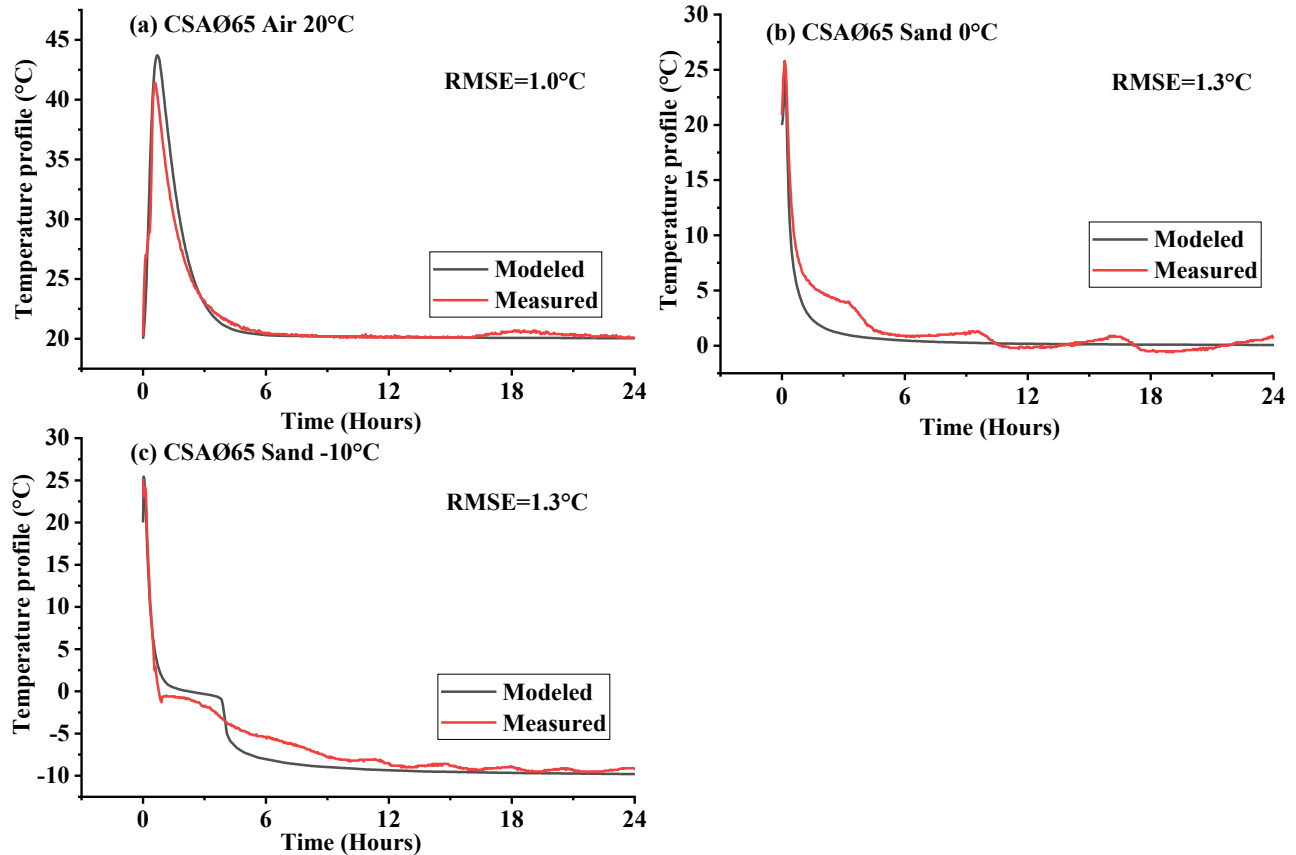 (a) CSAØ65 Air 20°C
RMSE=1.0°C
Temperature profile (°C)
45
40
35
30
25
20
Modeled
Measured
0
6
12
18
24
Time (Hours)
(b) CSAØ65 Sand 0°C
RMSE=1.3°C
Temperature profile (°C)
30
25
20
15
10
5
0
Modeled
Measured
0
6
12
18
24
Time (Hours)
(c) CSAØ65 Sand -10°C
RMSE=1.3°C
Temperature profile (°C)
30
25
20
15
10
5
0
-5
-10
Modeled
Measured
0
6
12
18
24
Time (Hours)